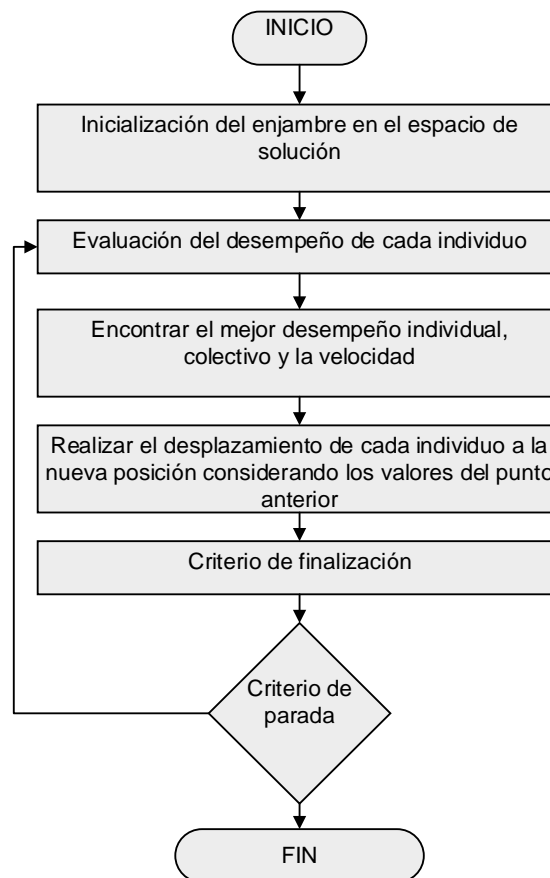 INICIO
Inicialización del enjambre en el espacio de
solución
Evaluación del desempeño de cada individuo
Encontrar el mejor desempeño individual,
colectivo y la velocidad
Realizar el desplazamiento de cada individuo a la
nueva posición considerando los valores del punto
anterior
Criterio de finalización
Criterio de
parada
FIN